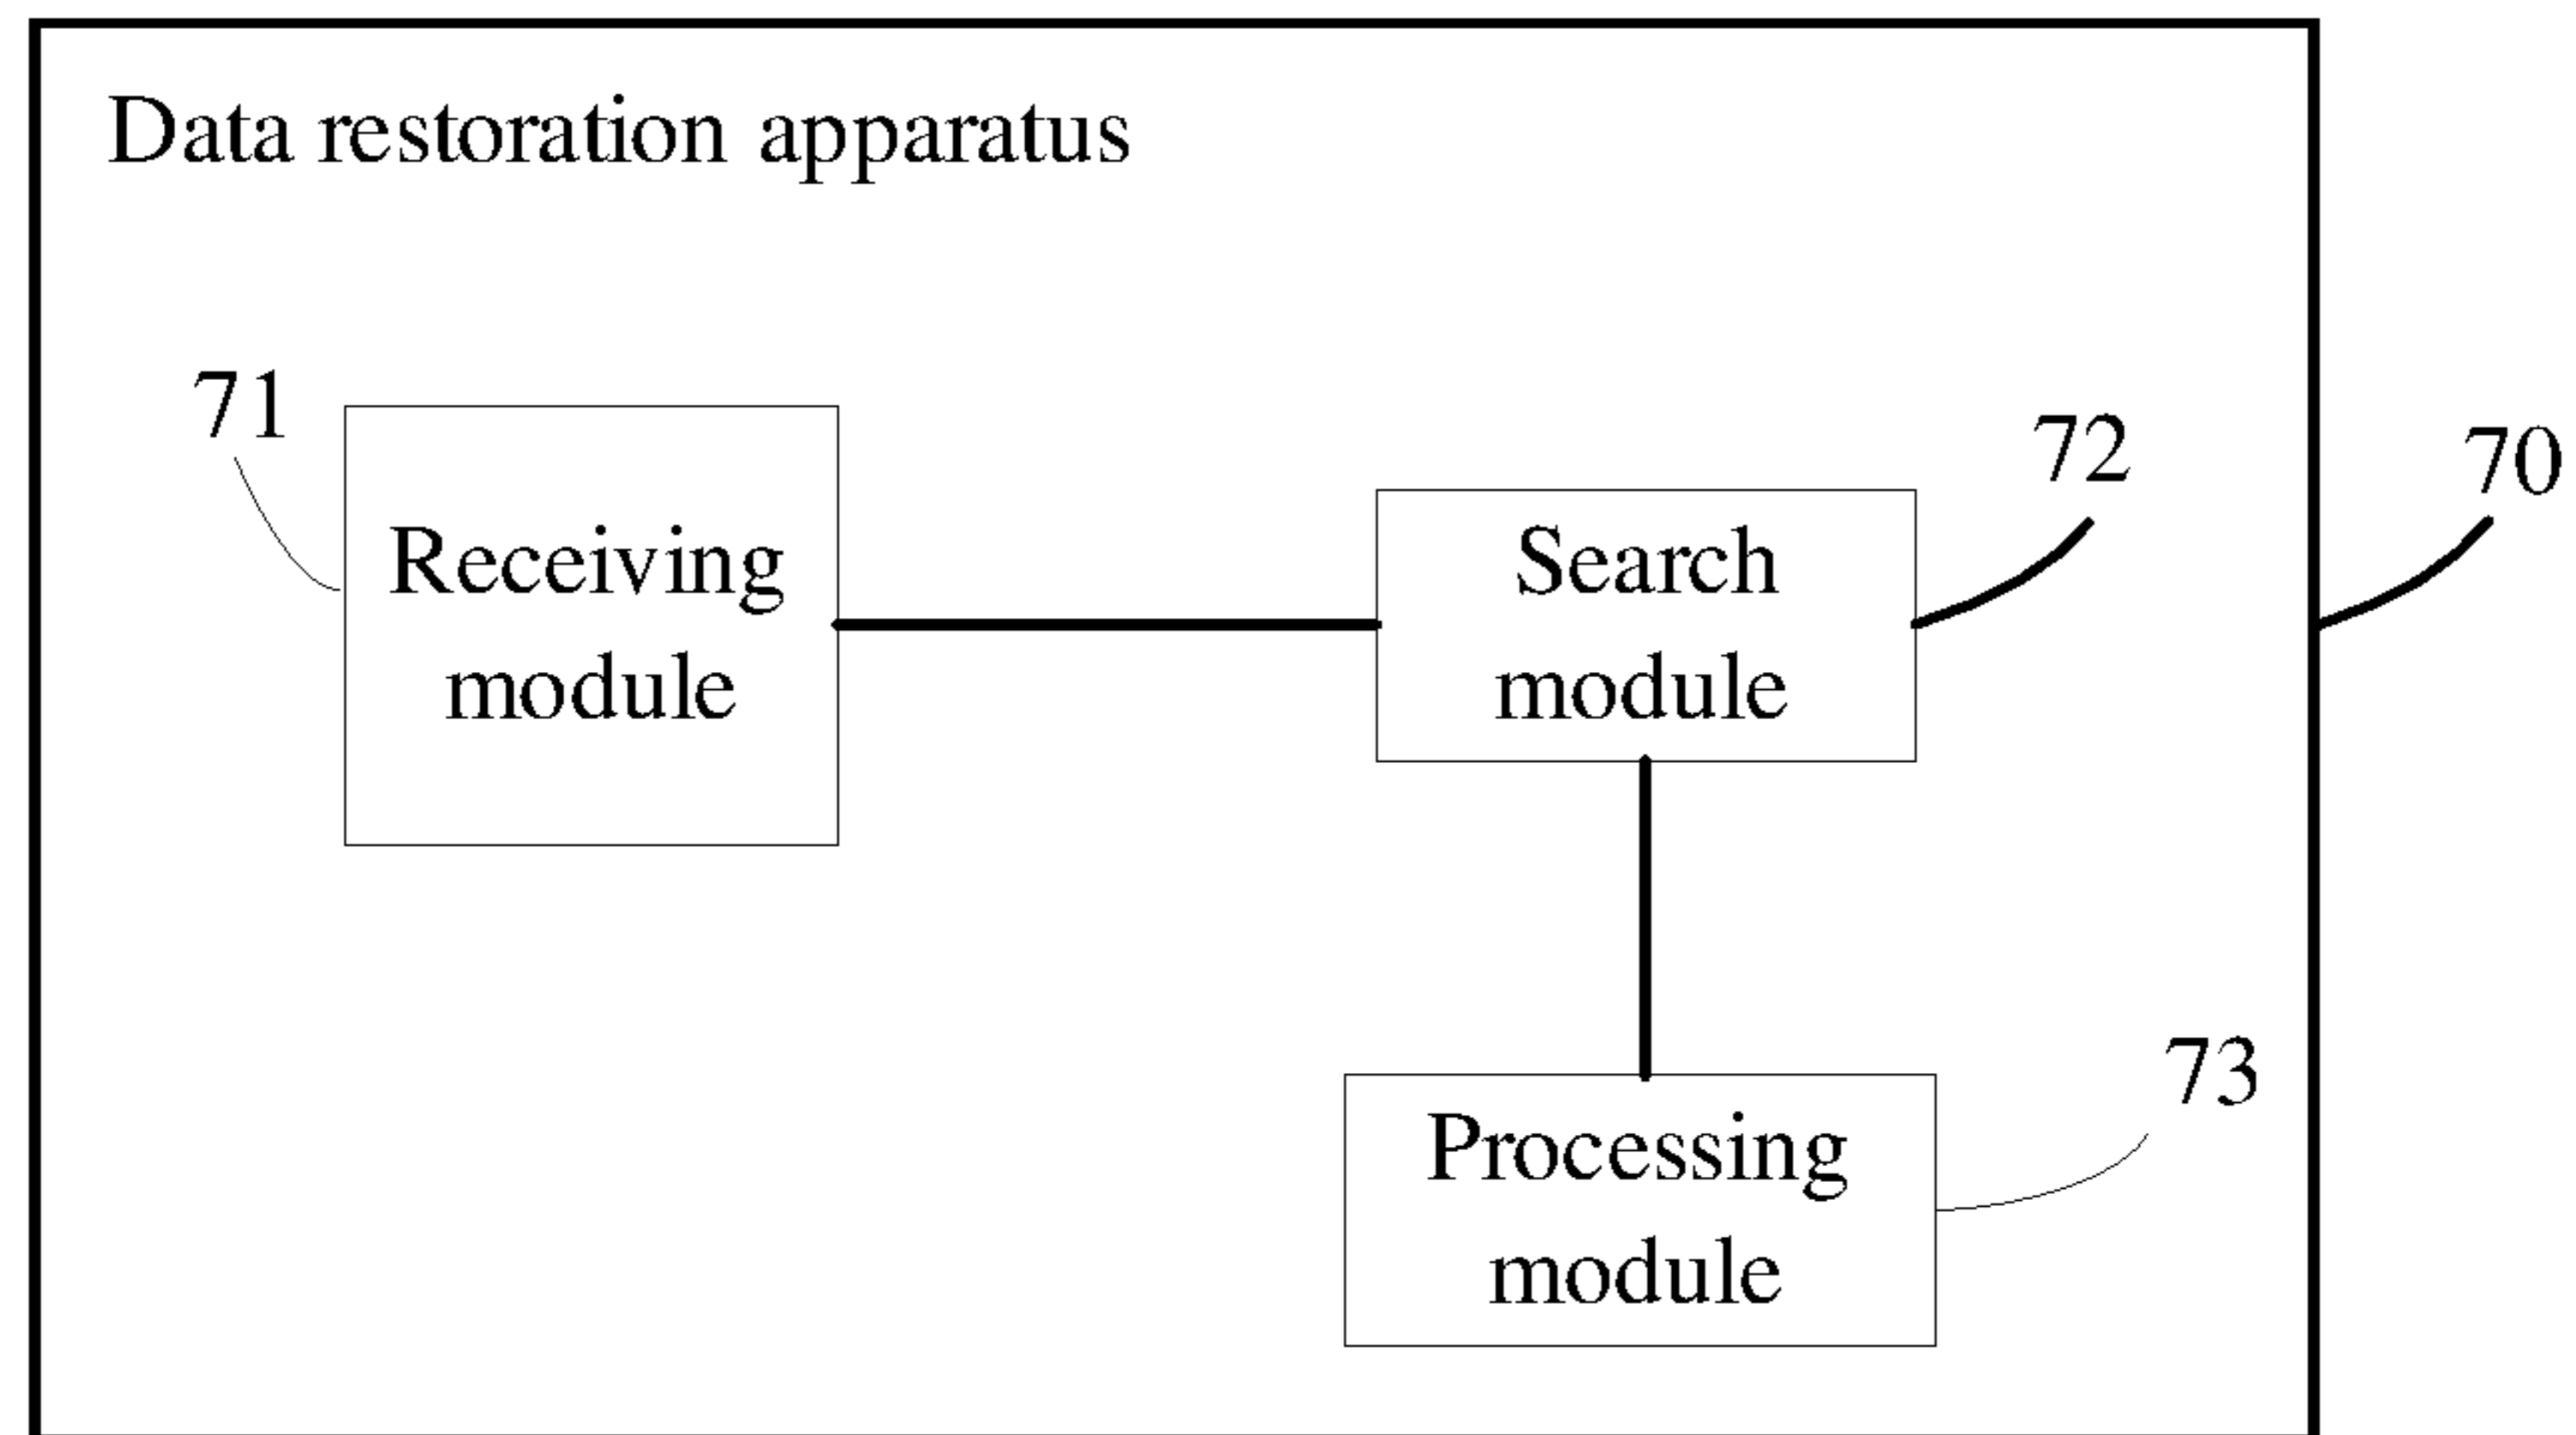 Data restoration apparatus
71
Receiving
module
72
Search
module
70
73
Processing
module